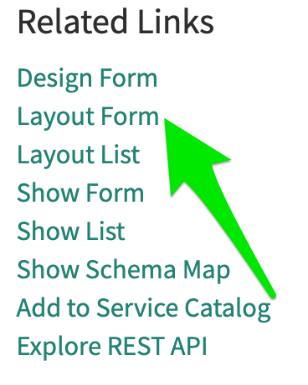 Related Links
Design Form
Layout Form
Layout List
Show Form
Show List
Show Schema Map
Add to Service Catalog
Explore REST API